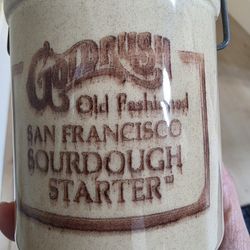 GOLDRUSH
Old Fashioned
SAN FRANCISCO
SOURDOUGH
STARTER™